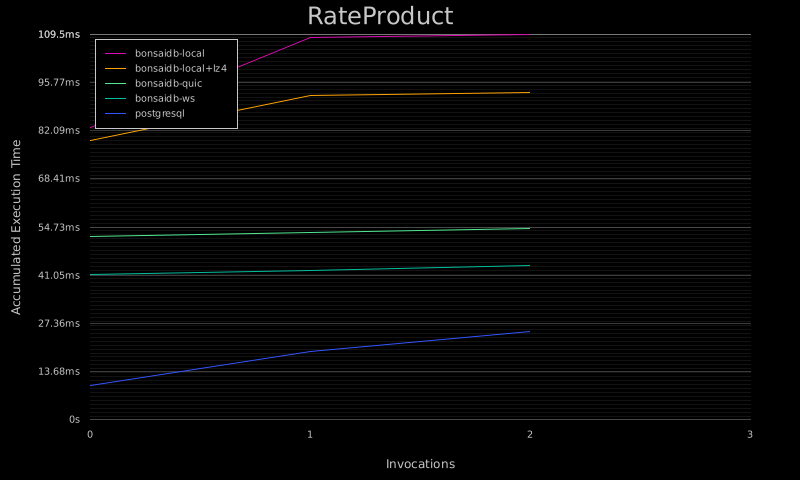 RateProduct
109.5ms
95.77ms
82.09ms
68.41ms
54.73ms
41.05ms
27.36ms
13.68ms
0s
bonsaidb-local
bonsaidb-local+lz4
bonsaidb-quic
bonsaidb-ws
postgresql
Accumulated Execution Time
0
1
2
3
Invocations